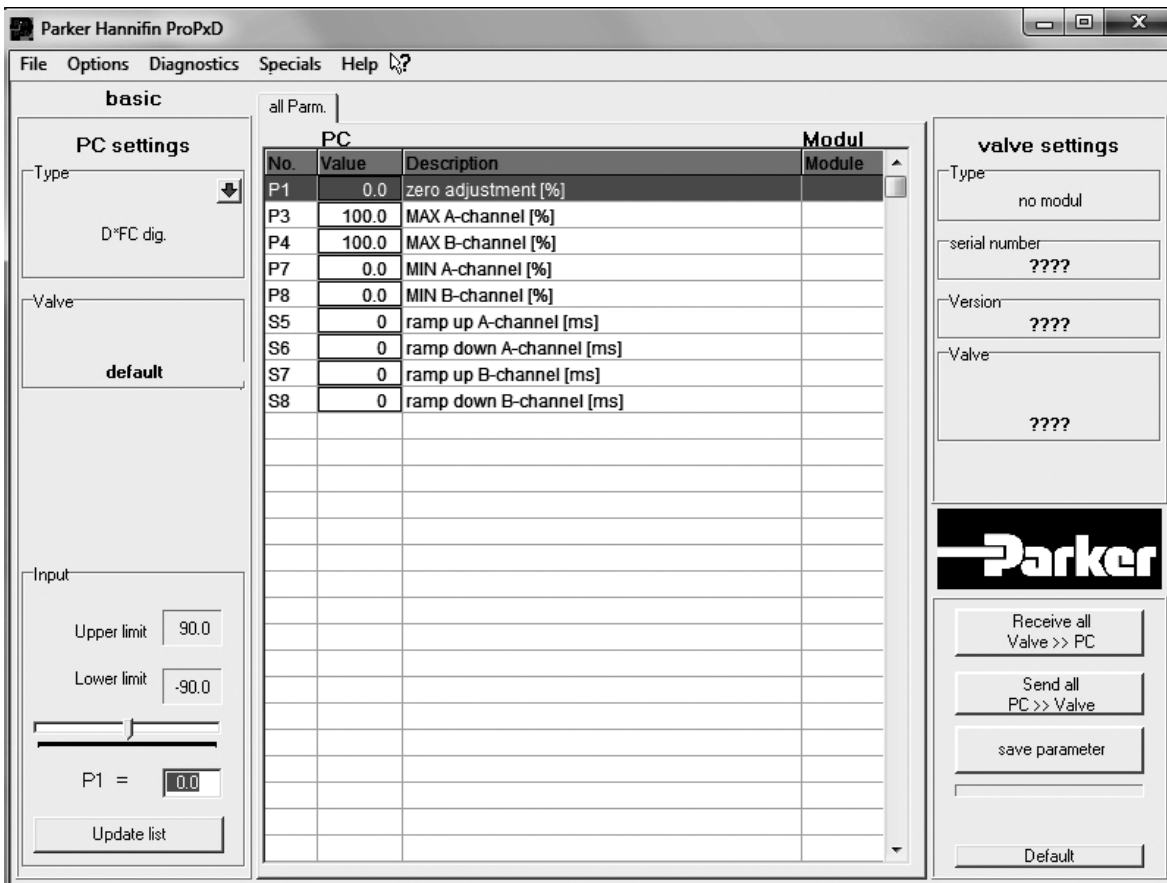 Parker Hannifin ProPxD
File Options Diagnostics Specials Help
basic
PC settings
Type
D*FC dig.
Valve
default
Input
Upper limit 90.0
Lower limit -90.0
P1 = 0.0
Update list
all Parm.
PC Modul
No. Value Description Module
P1 0.0 zero adjustment [%]
P3 100.0 MAX A-channel [%]
P4 100.0 MAX B-channel [%]
P7 0.0 MIN A-channel [%]
P8 0.0 MIN B-channel [%]
S5 0 ramp up A-channel [ms]
S6 0 ramp down A-channel [ms]
S7 0 ramp up B-channel [ms]
S8 0 ramp down B-channel [ms]
valve settings
Type
no modul
serial number
????
Version
????
Valve
????
Parker
Receive all
Valve >> PC
Send all
PC >> Valve
save parameter
Default